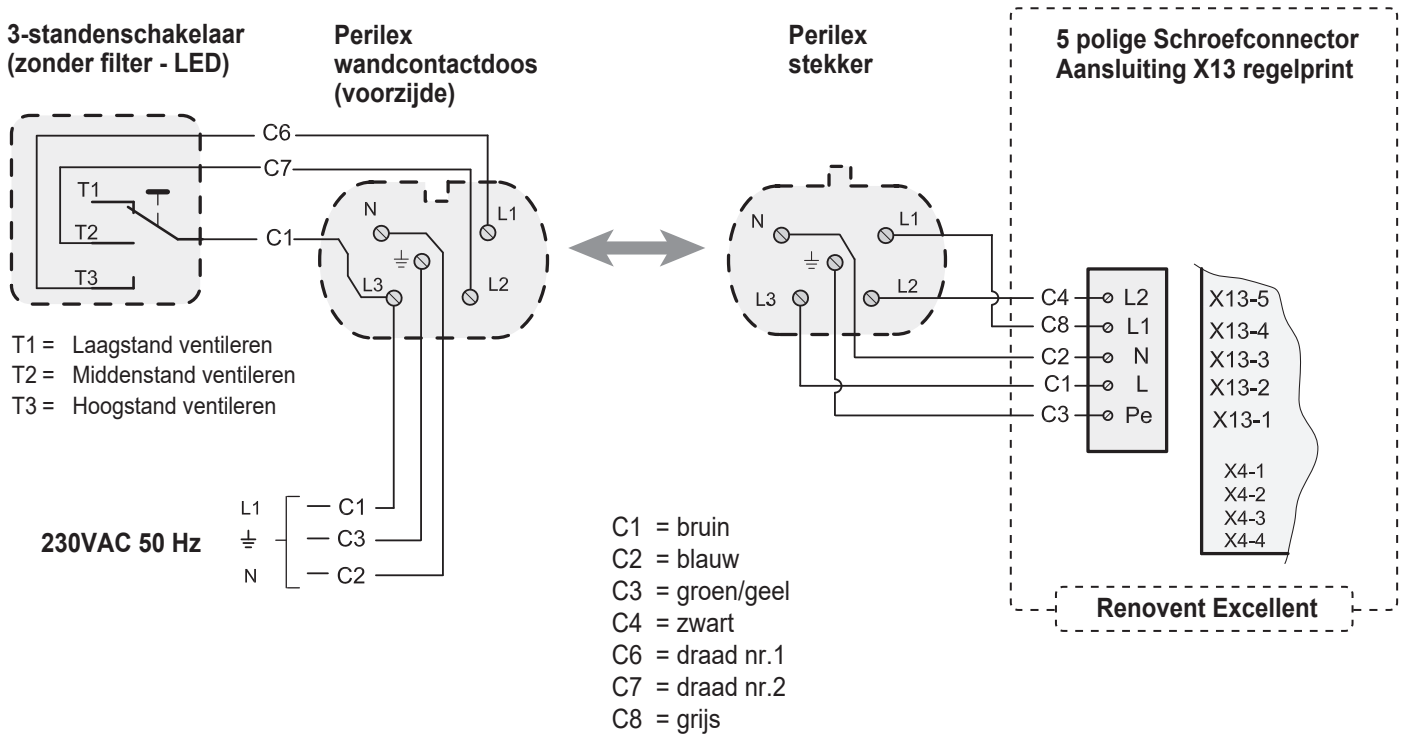 3-standenschakelaar
(zonder filter - LED)
Perilex
wandcontactdoos
(voorzijde)
Perilex
stekker
5 polige Schroefconnector
Aansluiting X13 regelprint
C6
C7
C1
T1
T2
T3
N
L1
L3
L2
N
L1
L3
L2
C4
C8
C2
C1
C3
L2
L1
N
L
Pe
X13-5
X13-4
X13-3
X13-2
X13-1
X4-1
X4-2
X4-3
X4-4
T1 = Laagstand ventileren
T2 = Middenstand ventileren
T3 = Hoogstand ventileren
230VAC 50 Hz
L1
N
C1
C3
C2
C1 = bruin
C2 = blauw
C3 = groen/geel
C4 = zwart
C6 = draad nr.1
C7 = draad nr.2
C8 = grijs
Renovent Excellent